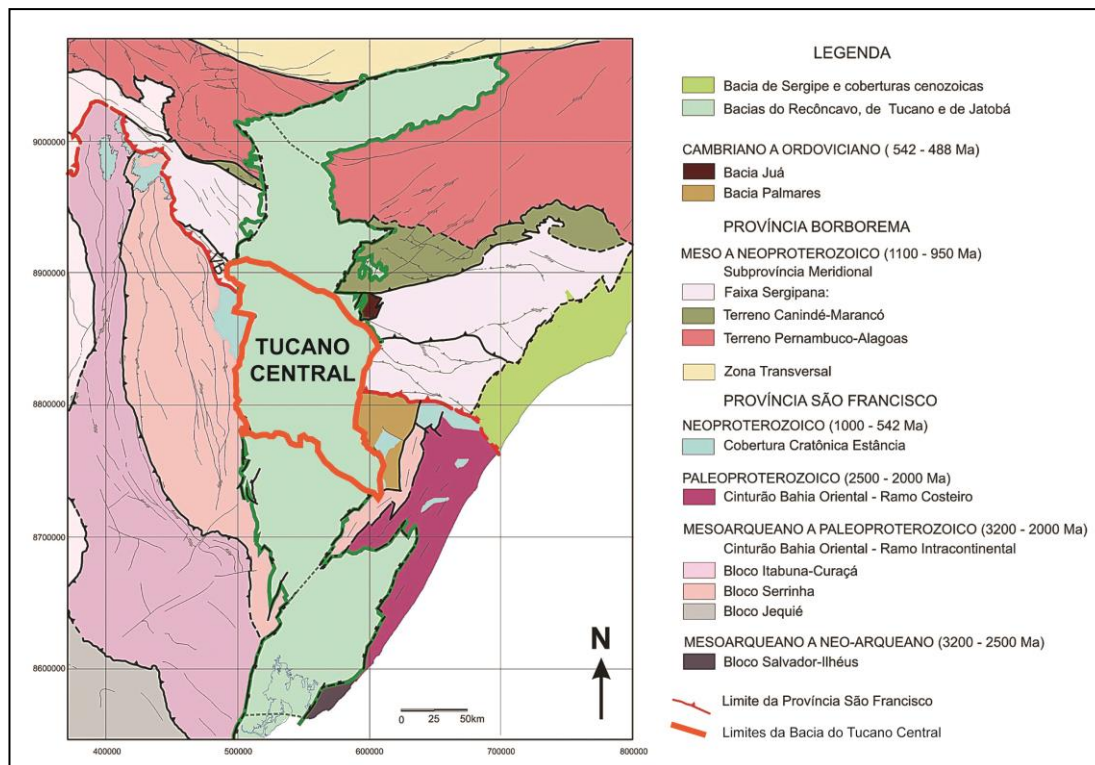 9000000
8900000
8800000
8700000
8600000
400000
500000
600000
700000
800000
TUCANO
CENTRAL
N
0 25 50km
LEGENDA
Bacia de Sergipe e coberturas cenozoicas
Bacias do Recôncavo, de Tucano e de Jatobá
CAMBRIANO A ORDOVICIANO ( 542 - 488 Ma)
Bacia Juá
Bacia Palmares
PROVÍNCIA BORBOREMA
MESO A NEOPROTEROZOICO (1100 - 950 Ma)
Subprovíncia Meridional
Faixa Sergipana:
Terreno Canindé-Marancó
Terreno Pernambuco-Alagoas
Zona Transversal
PROVÍNCIA SÃO FRANCISCO
NEOPROTEROZOICO (1000 - 542 Ma)
Cobertura Cratônica Estância
PALEOPROTEROZOICO (2500 - 2000 Ma)
Cinturão Bahia Oriental - Ramo Costeiro
MESOARQUEANO A PALEOPROTEROZOICO (3200 - 2000 Ma)
Cinturão Bahia Oriental - Ramo Intracontinental
Bloco Itabuna-Curaçá
Bloco Serrinha
Bloco Jequié
MESOARQUEANO A NEO-ARQUEANO (3200 - 2500 Ma)
Bloco Salvador-Ilhéus
Limite da Província São Francisco
Limites da Bacia do Tucano Central